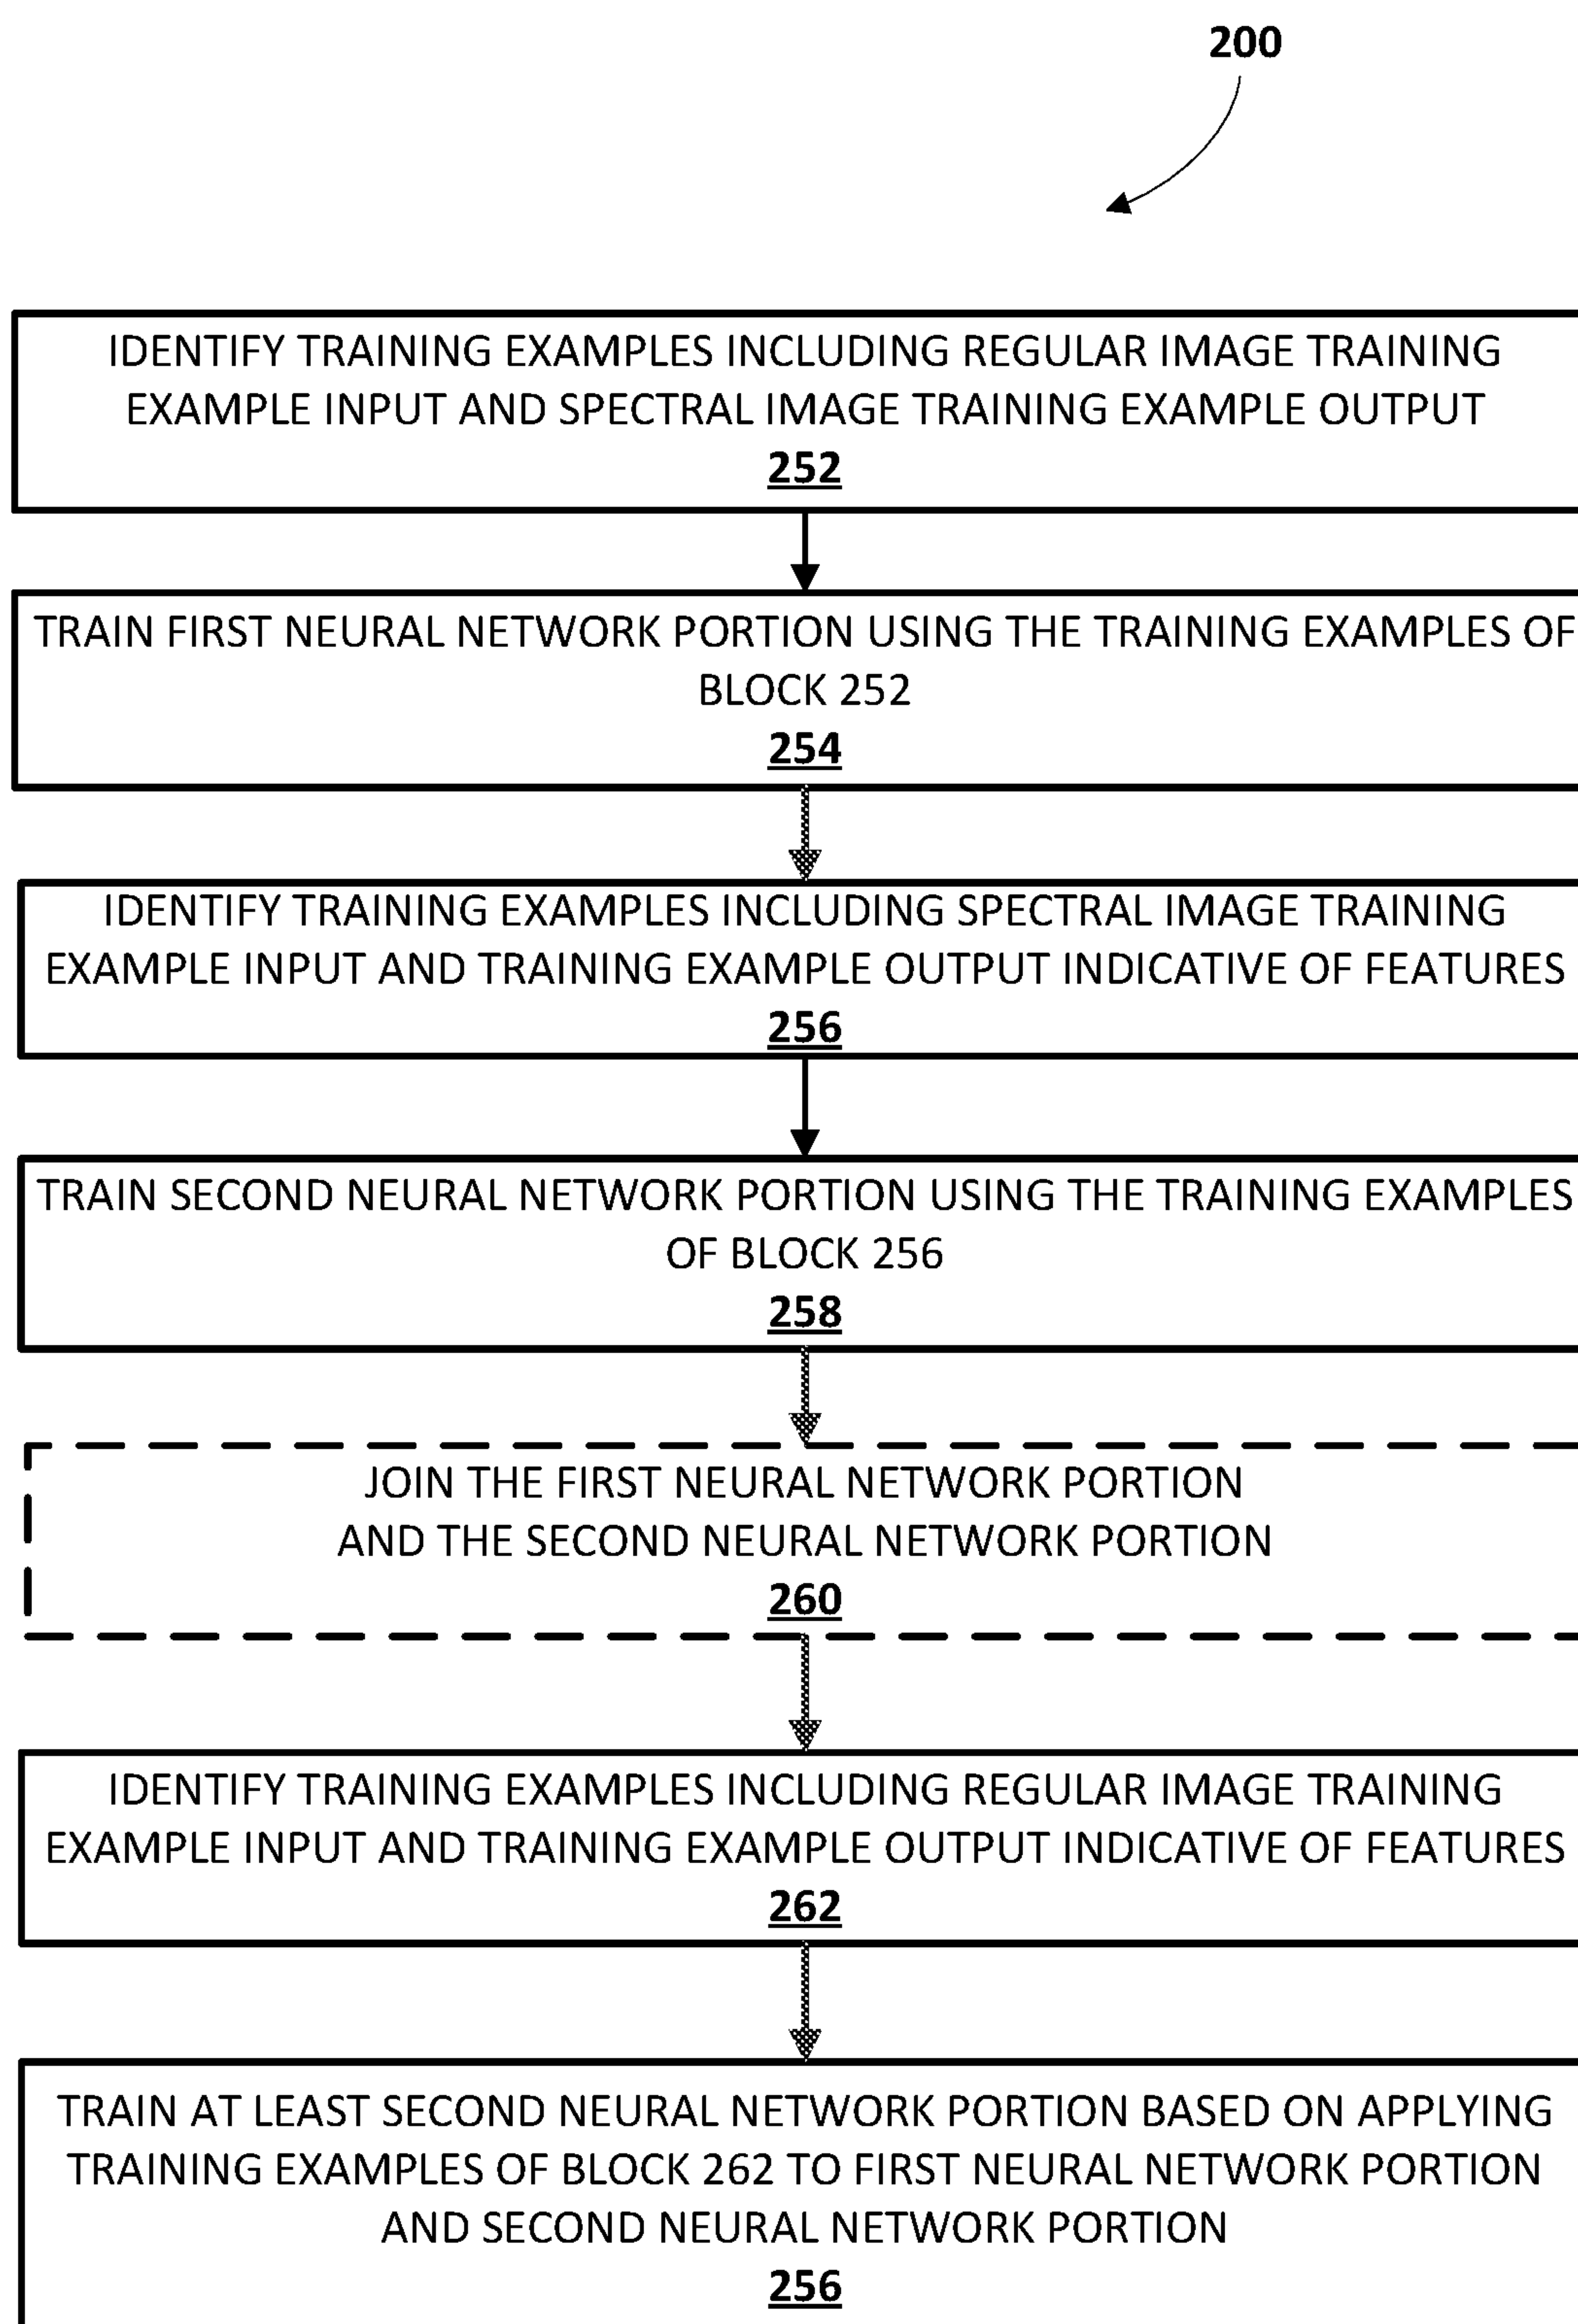 200
IDENTIFY TRAINING EXAMPLES INCLUDING REGULAR IMAGE TRAINING
EXAMPLE INPUT AND SPECTRAL IMAGE TRAINING EXAMPLE OUTPUT
252
TRAIN FIRST NEURAL NETWORK PORTION USING THE TRAINING EXAMPLES OF
BLOCK 252
254
IDENTIFY TRAINING EXAMPLES INCLUDING SPECTRAL IMAGE TRAINING
EXAMPLE INPUT AND TRAINING EXAMPLE OUTPUT INDICATIVE OF FEATURES
256
TRAIN SECOND NEURAL NETWORK PORTION USING THE TRAINING EXAMPLES
OF BLOCK 256
258
JOIN THE FIRST NEURAL NETWORK PORTION
AND THE SECOND NEURAL NETWORK PORTION
260
IDENTIFY TRAINING EXAMPLES INCLUDING REGULAR IMAGE TRAINING
EXAMPLE INPUT AND TRAINING EXAMPLE OUTPUT INDICATIVE OF FEATURES
262
TRAIN AT LEAST SECOND NEURAL NETWORK PORTION BASED ON APPLYING
TRAINING EXAMPLES OF BLOCK 262 TO FIRST NEURAL NETWORK PORTION
AND SECOND NEURAL NETWORK PORTION
256